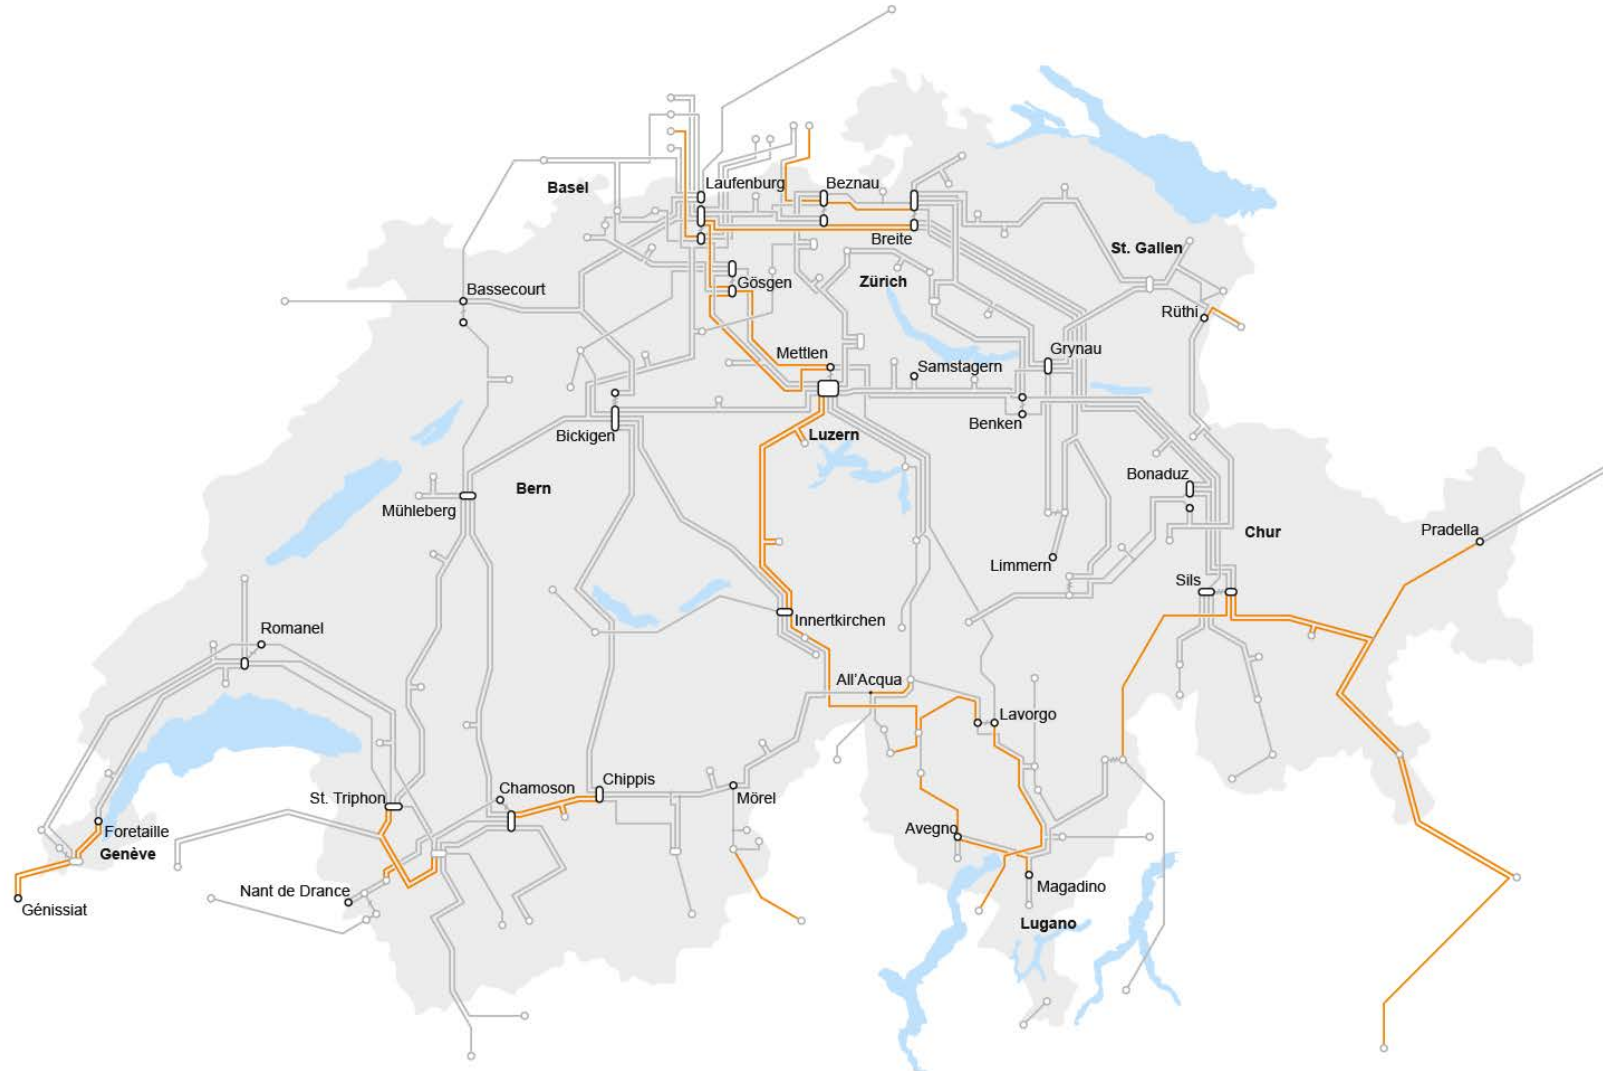 Laufenburg
Beznau
Basel
Breite
St. Gallen
Gösgen
Zürich
Bassecourt
Rüthi
Mettlen
Grynau
Samstagern
Benken
Bickigen
Luzern
Bonaduz
Bern
Mühleberg
Pradella
Chur
Limmern
Sils
Innertkirchen
Romanel
All'Acqua
Lavorgo
Chippis
Chamoson
St. Triphon
Mörel
Foretaille
Avegno
Genève
Magadino
Nant de Drance
Génissiat
Lugano